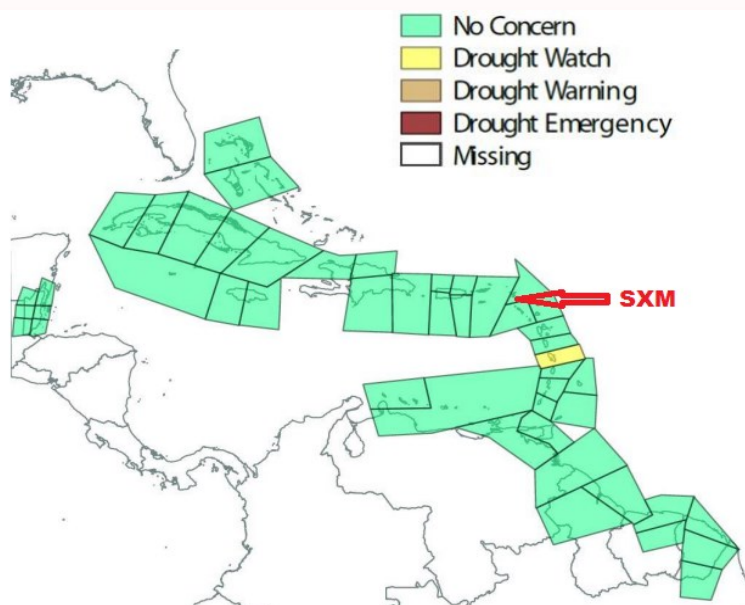 No Concern
Drought Watch
Drought Warning
Drought Emergency
Missing
SXM